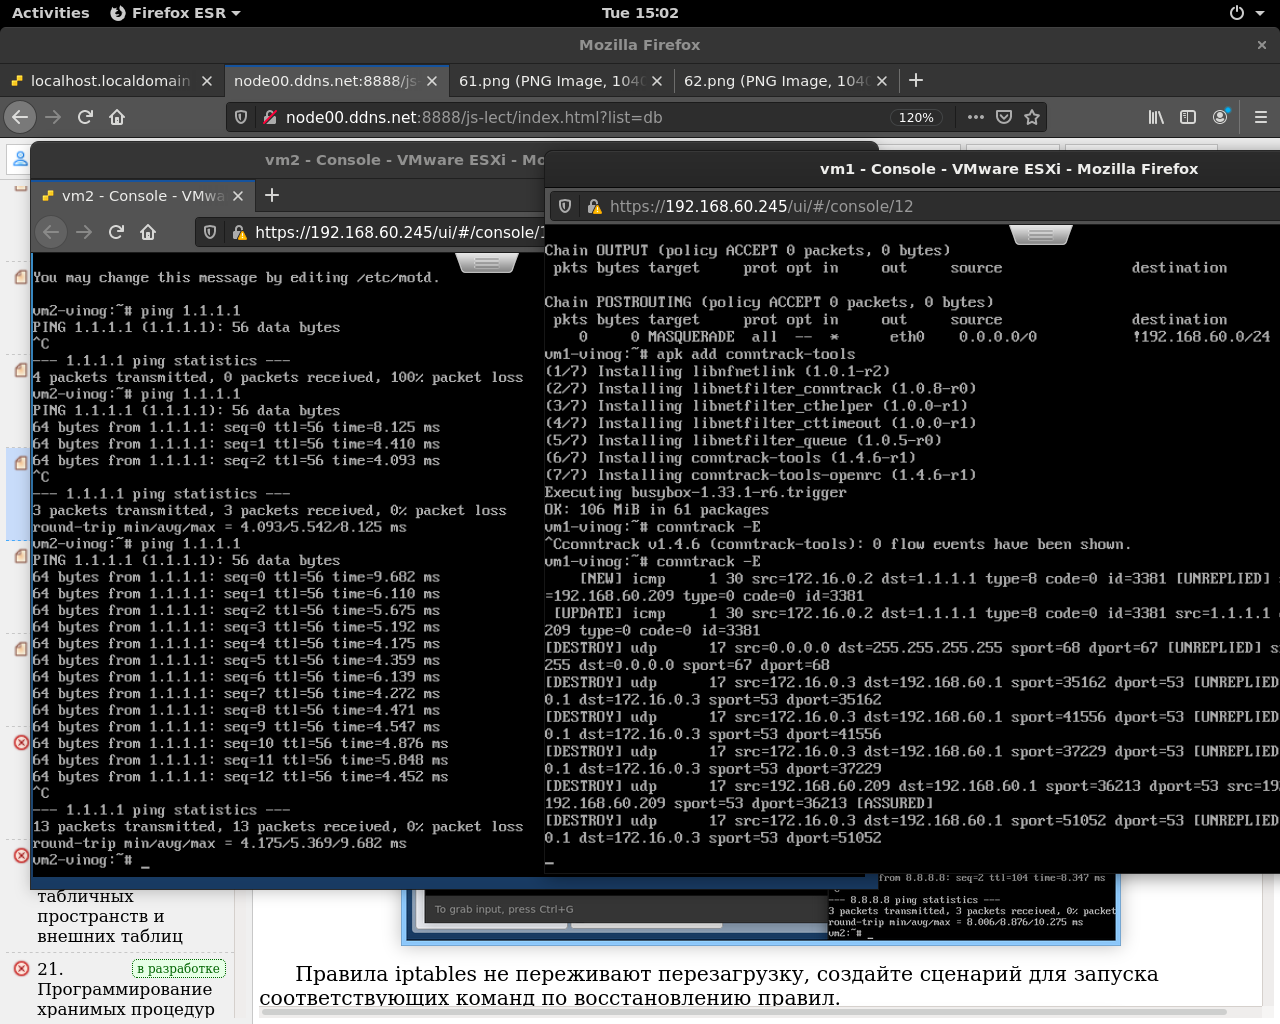 Activities Firefox ESR Tue 15:02
Mozilla Firefox
localhost.localdomain node00.ddns.net:8888/js 61.png (PNG Image, 104 62.png (PNG Image, 104
node00.ddns.net:8888/js-lect/index.html?list=db 120%
vm2 - Console - VMware ESXi - Mo
vm2 - Console - VMwa
https://192.168.60.245/ui/#/console/1
You may change this message by editing /etc/motd.
vm2-vinog:~# ping 1.1.1.1
PING 1.1.1.1 (1.1.1.1): 56 data bytes
^C
--- 1.1.1.1 ping statistics ---
4 packets transmitted, 0 packets received, 100% packet loss
vm2-vinog:~# ping 1.1.1.1
PING 1.1.1.1 (1.1.1.1): 56 data bytes
64 bytes from 1.1.1.1: seq=0 ttl=56 time=8.125 ms
64 bytes from 1.1.1.1: seq=1 ttl=56 time=4.410 ms
64 bytes from 1.1.1.1: seq=2 ttl=56 time=4.093 ms
^C
--- 1.1.1.1 ping statistics ---
3 packets transmitted, 3 packets received, 0% packet loss
round-trip min/avg/max = 4.093/5.542/8.125 ms
vm2-vinog:~# ping 1.1.1.1
PING 1.1.1.1 (1.1.1.1): 56 data bytes
64 bytes from 1.1.1.1: seq=0 ttl=56 time=9.682 ms
64 bytes from 1.1.1.1: seq=1 ttl=56 time=6.110 ms
64 bytes from 1.1.1.1: seq=2 ttl=56 time=5.675 ms
64 bytes from 1.1.1.1: seq=3 ttl=56 time=5.192 ms
64 bytes from 1.1.1.1: seq=4 ttl=56 time=4.175 ms
64 bytes from 1.1.1.1: seq=5 ttl=56 time=4.359 ms
64 bytes from 1.1.1.1: seq=6 ttl=56 time=6.139 ms
64 bytes from 1.1.1.1: seq=7 ttl=56 time=4.272 ms
64 bytes from 1.1.1.1: seq=8 ttl=56 time=4.471 ms
64 bytes from 1.1.1.1: seq=9 ttl=56 time=4.547 ms
64 bytes from 1.1.1.1: seq=10 ttl=56 time=4.876 ms
64 bytes from 1.1.1.1: seq=11 ttl=56 time=5.848 ms
64 bytes from 1.1.1.1: seq=12 ttl=56 time=4.452 ms
^C
--- 1.1.1.1 ping statistics ---
13 packets transmitted, 13 packets received, 0% packet loss
round-trip min/avg/max = 4.175/5.369/9.682 ms
vm2-vinog:~# _
vm1 - Console - VMware ESXi - Mozilla Firefox
https://192.168.60.245/ui/#/console/12
Chain OUTPUT (policy ACCEPT 0 packets, 0 bytes)
pkts bytes target prot opt in out source destination
Chain POSTROUTING (policy ACCEPT 0 packets, 0 bytes)
pkts bytes target prot opt in out source destination
0 0 MASQUERADE all -- * eth0 0.0.0.0/0 !192.168.60.0/24
vm1-vinog:~# apk add conntrack-tools
(1/7) Installing libnfnetlink (1.0.1-r2)
(2/7) Installing libnetfilter_conntrack (1.0.8-r0)
(3/7) Installing libnetfilter_cthelper (1.0.0-r1)
(4/7) Installing libnetfilter_cttimeout (1.0.0-r1)
(5/7) Installing libnetfilter_queue (1.0.5-r0)
(6/7) Installing conntrack-tools (1.4.6-r1)
(7/7) Installing conntrack-tools-openrc (1.4.6-r1)
Executing busybox-1.33.1-r6.trigger
OK: 106 MiB in 61 packages
vm1-vinog:~# conntrack -E
^Cconntrack v1.4.6 (conntrack-tools): 0 flow events have been shown.
vm1-vinog:~# conntrack -E
[NEW] icmp 1 30 src=172.16.0.2 dst=1.1.1.1 type=8 code=0 id=3381 [UNREPLIED]
=192.168.60.209 type=0 code=0 id=3381
[UPDATE] icmp 1 30 src=172.16.0.2 dst=1.1.1.1 type=8 code=0 id=3381 src=1.1.1.1
209 type=0 code=0 id=3381
[DESTROY] udp 17 src=0.0.0.0 dst=255.255.255.255 sport=68 dport=67 [UNREPLIED] s
255 dst=0.0.0.0 sport=67 dport=68
[DESTROY] udp 17 src=172.16.0.3 dst=192.168.60.1 sport=35162 dport=53 [UNREPLIED
0.1 dst=172.16.0.3 sport=53 dport=35162
[DESTROY] udp 17 src=172.16.0.3 dst=192.168.60.1 sport=41556 dport=53 [UNREPLIED
0.1 dst=172.16.0.3 sport=53 dport=41556
[DESTROY] udp 17 src=172.16.0.3 dst=192.168.60.1 sport=37229 dport=53 [UNREPLIED
0.1 dst=172.16.0.3 sport=53 dport=37229
[DESTROY] udp 17 src=192.168.60.209 dst=192.168.60.1 sport=36213 dport=53 src=19
192.168.60.209 sport=53 dport=36213 [ASSURED]
[DESTROY] udp 17 src=172.16.0.3 dst=192.168.60.1 sport=51052 dport=53 [UNREPLIED
0.1 dst=172.16.0.3 sport=53 dport=51052
_
табличных
пространств и
внешних таблиц
21. в разработке
Программирование
хранимых процедур
To grab input, press Ctrl+G
from 8.8.8.8: seq=2 ttl=104 time=8.347 ms
--- 8.8.8.8 ping statistics ---
3 packets transmitted, 3 packets received, 0% packet
round-trip min/avg/max = 8.006/8.876/10.275 ms
vm2:~# _
Правила iptables не переживают перезагрузку, создайте сценарий для запуска
соответствующих команд по восстановлению правил.